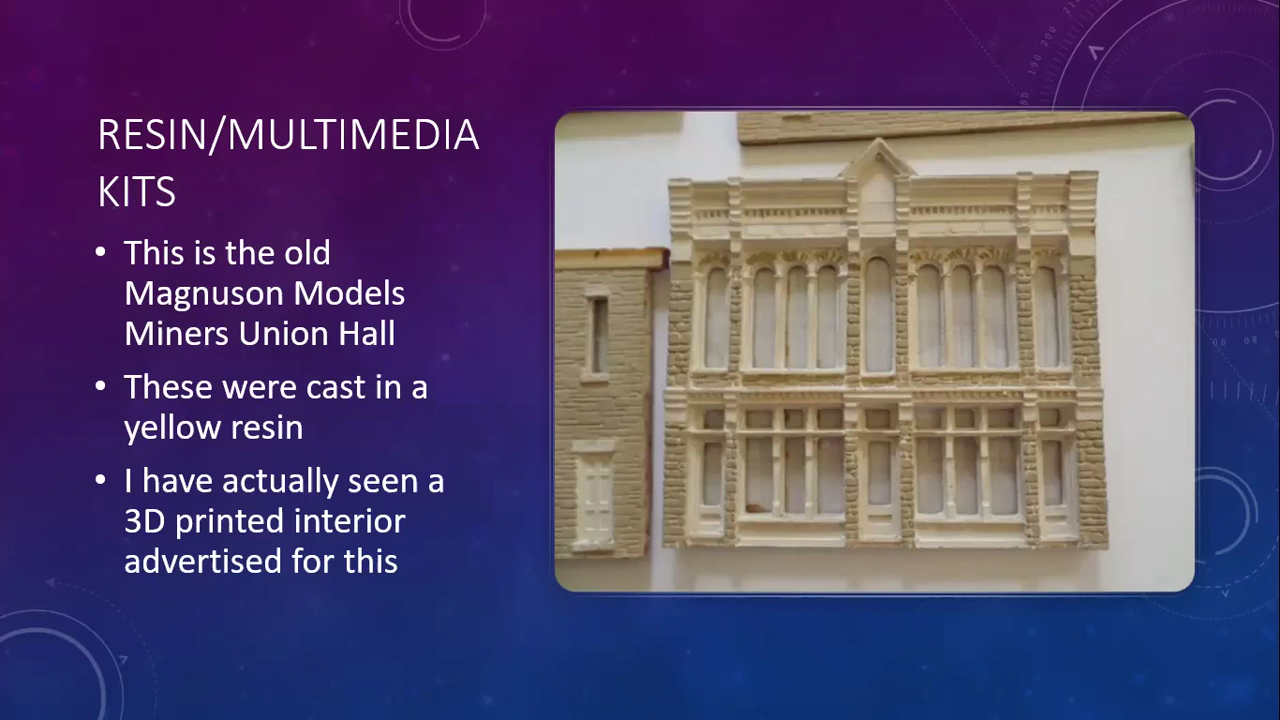 RESIN/MULTIMEDIA
KITS
• This is the old
Magnuson Models
Miners Union Hall
• These were cast in a
yellow resin
• I have actually seen a
3D printed interior
advertised for this